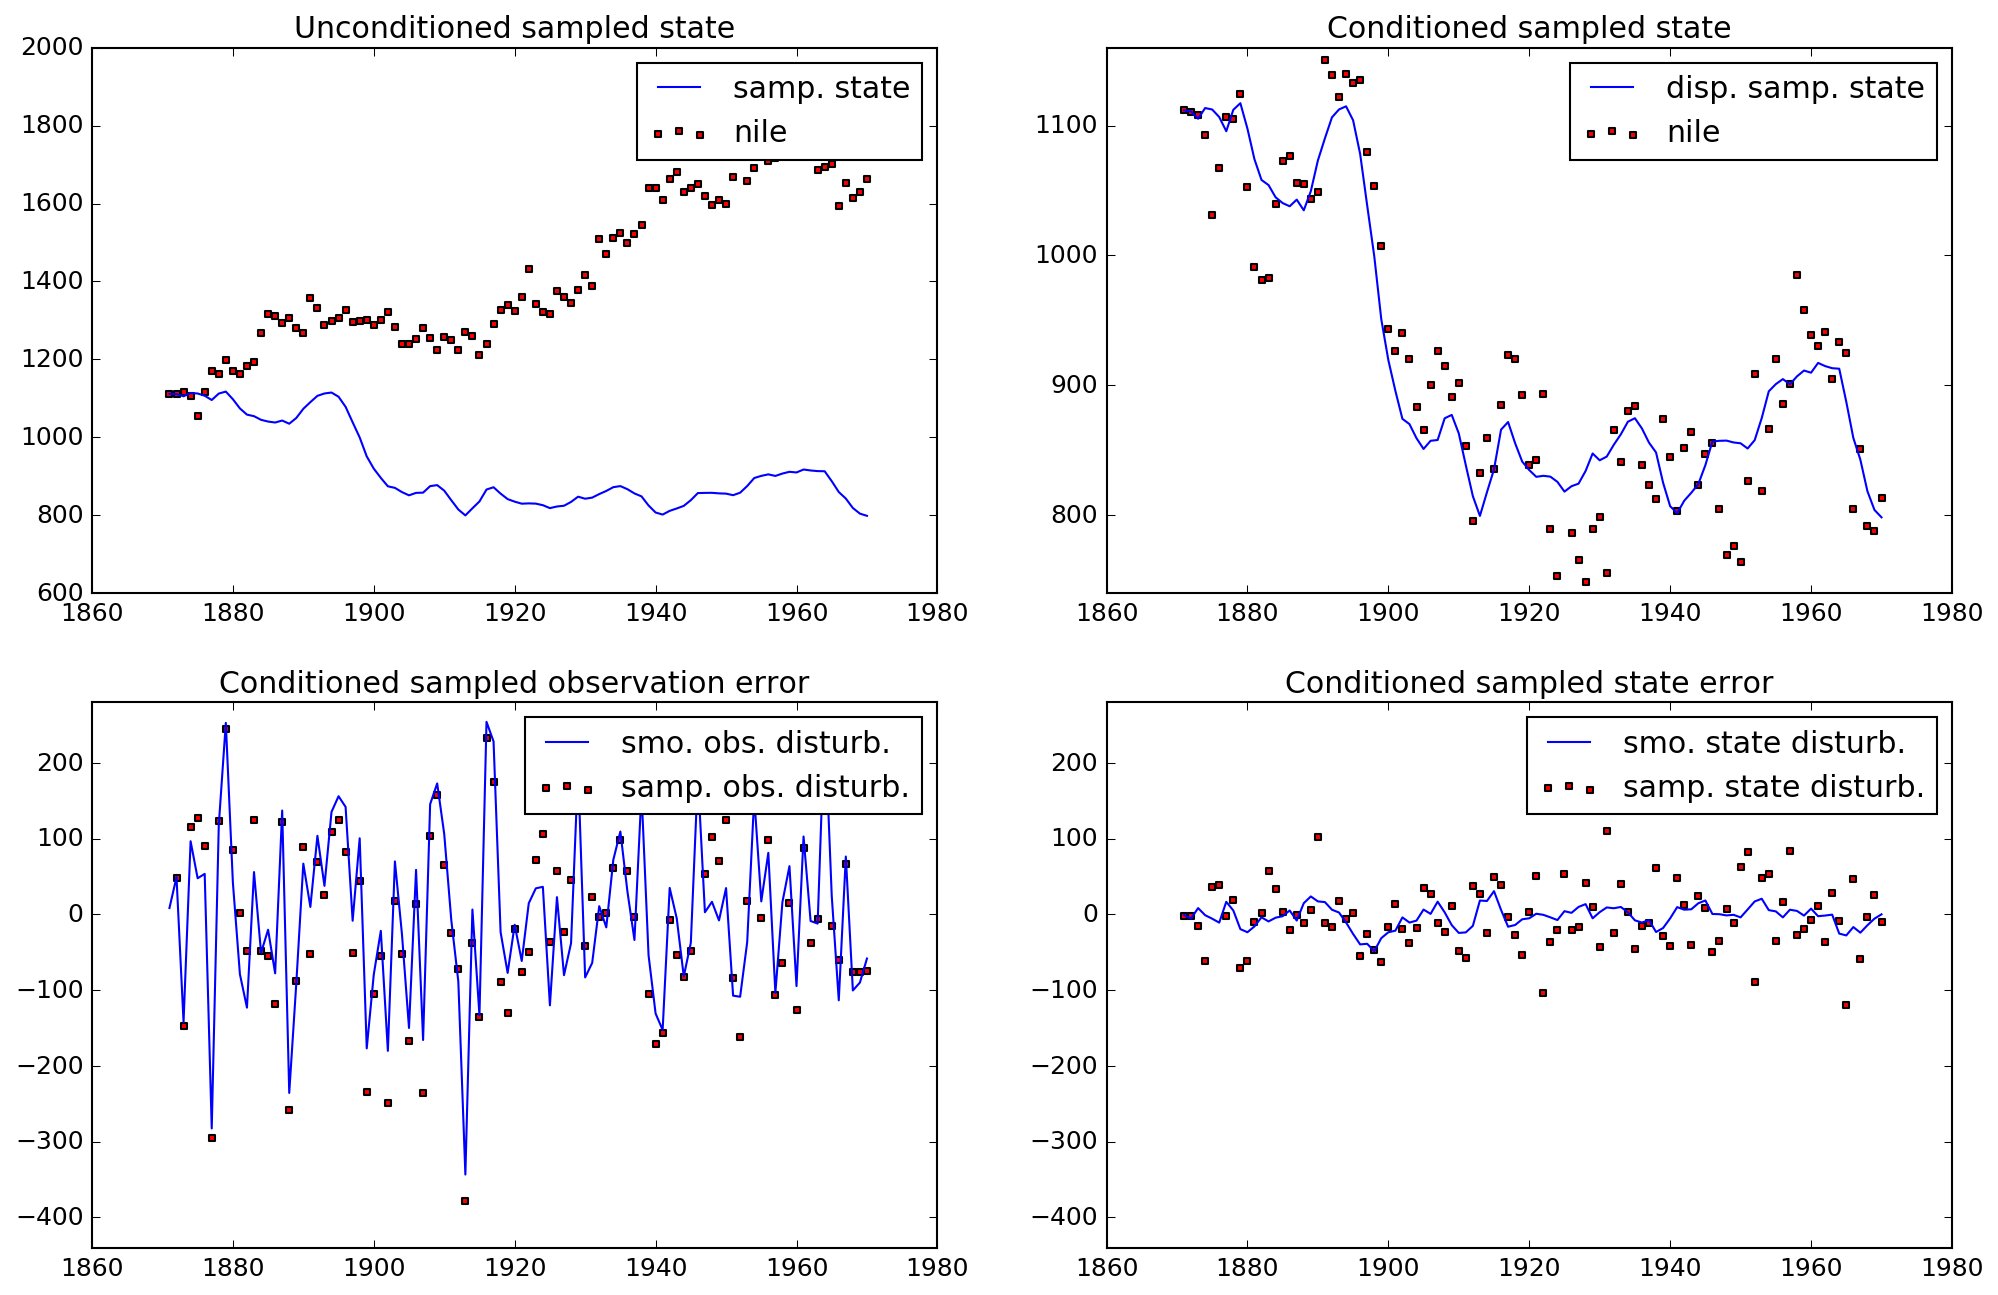 Unconditioned sampled state
2000
1800
1600
1400
1200
1000
800
600
1860 1880 1900 1920 1940 1960 1980
samp. state
nile
Conditioned sampled state
1100
1000
900
800
1860 1880 1900 1920 1940 1960 1980
disp. samp. state
nile
Conditioned sampled observation error
200
100
0
−100
−200
−300
−400
1860 1880 1900 1920 1940 1960 1980
smo. obs. disturb.
samp. obs. disturb.
Conditioned sampled state error
200
100
0
−100
−200
−300
−400
1860 1880 1900 1920 1940 1960 1980
smo. state disturb.
samp. state disturb.